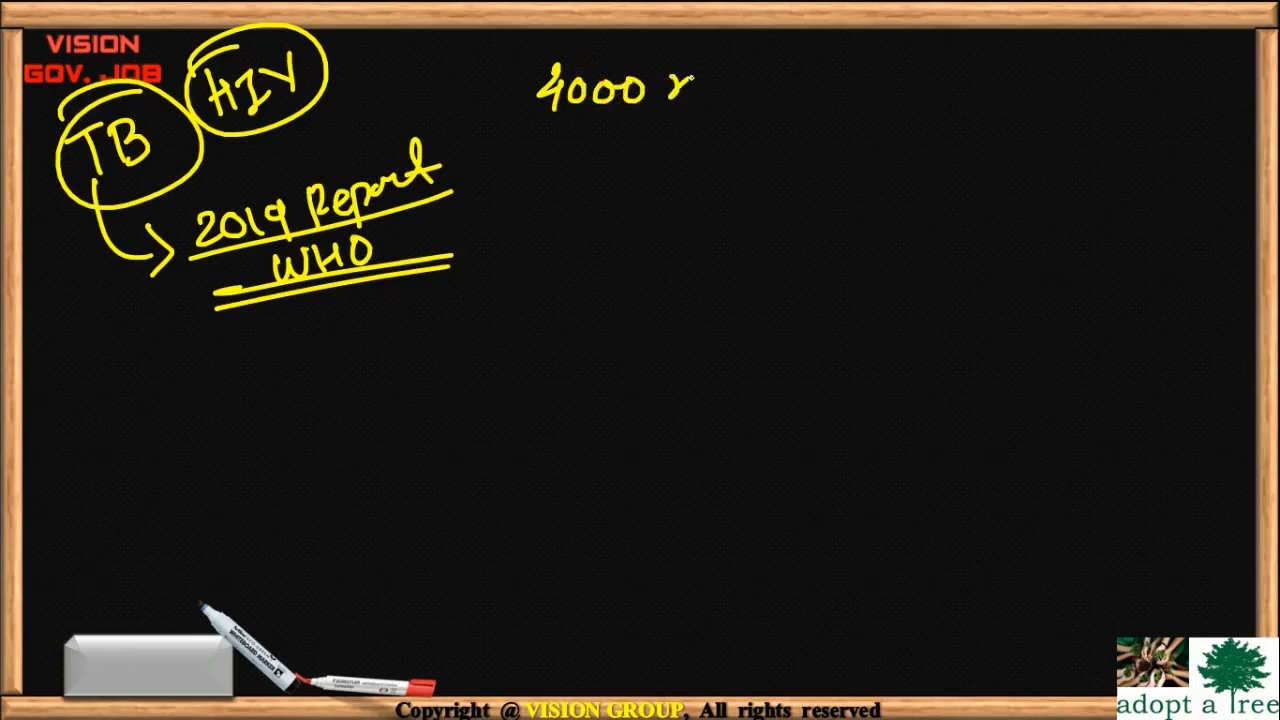 VISION
GOV. JOB
HIV
TB
4000
2019 Report
WHO
Copyright @ VISION GROUP, All rights reserved
adopt a Tree